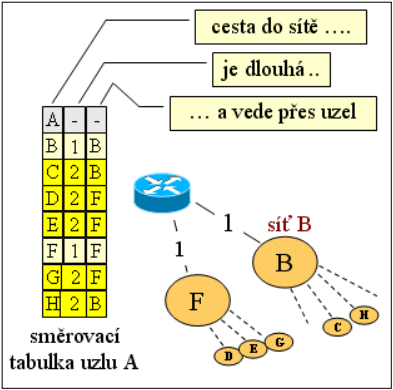 cesta do sítě ….
je dlouhá ..
… a vede přes uzel
A - -
B 1 B
C 2 B
D 2 F
E 2 F
F 1 F
G 2 F
H 2 B
směrovací
tabulka uzlu A
1
síť B
1
B
F
H
C
G
E
D